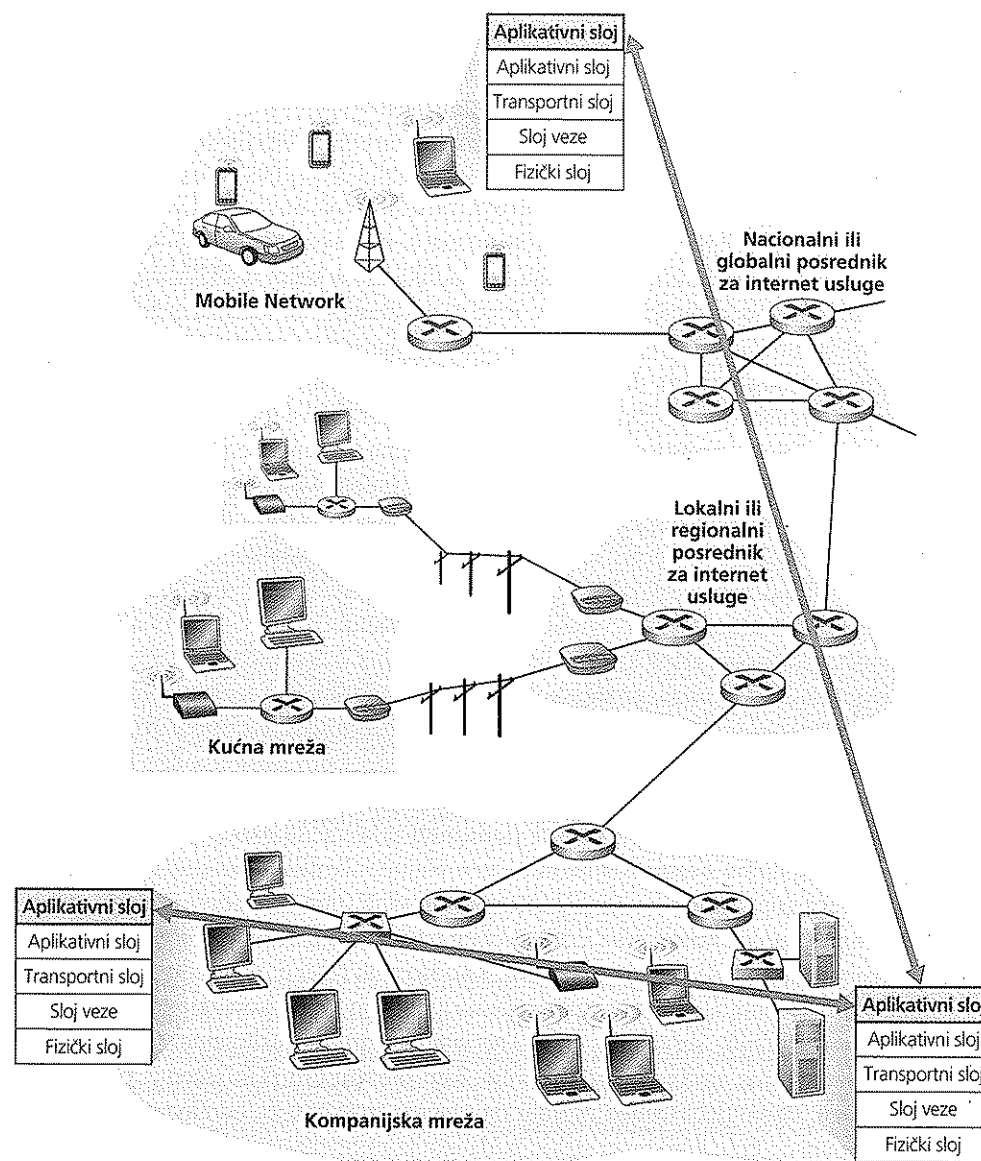 Aplikativni sloj
Aplikativni sloj
Transportni sloj
Sloj veze
Fizički sloj
Nacionalni ili
globalni posrednik
za internet usluge
Mobile Network
Lokalni ili
regionalni
posrednik
za internet
usluge
Kućna mreža
Aplikativni sloj
Aplikativni sloj
Transportni sloj
Sloj veze
Fizički sloj
Aplikativni sloj
Aplikativni sloj
Transportni sloj
Sloj veze
Fizički sloj
Kompanijska mreža